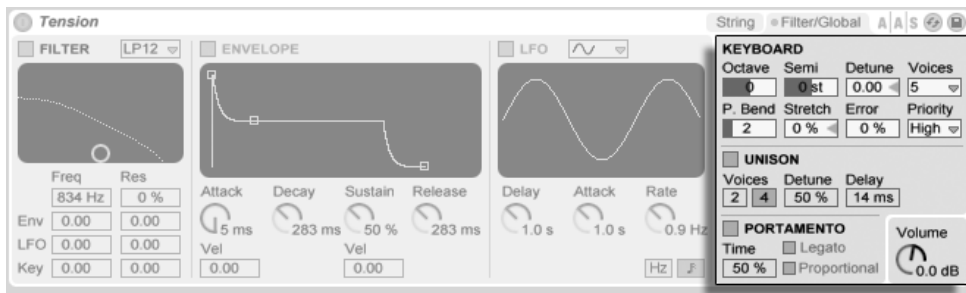 Tension
String Filter/Global A A S
FILTER LP12
Freq Res
834 Hz 0 %
Env 0.00 0.00
LFO 0.00 0.00
Key 0.00 0.00
ENVELOPE
Attack Decay Sustain Release
5 ms 283 ms 50 % 283 ms
Vel Vel
0.00 0.00
LFO
Delay Attack Rate
1.0 s 1.0 s 0.9 Hz
Hz
KEYBOARD
Octave Semi Detune Voices
0 0 st 0.00 5
P. Bend Stretch Error Priority
2 0 % 0 % High
UNISON
Voices Detune Delay
2 4 50 % 14 ms
PORTAMENTO
Time Legato
50 % Proportional
Volume
0.0 dB